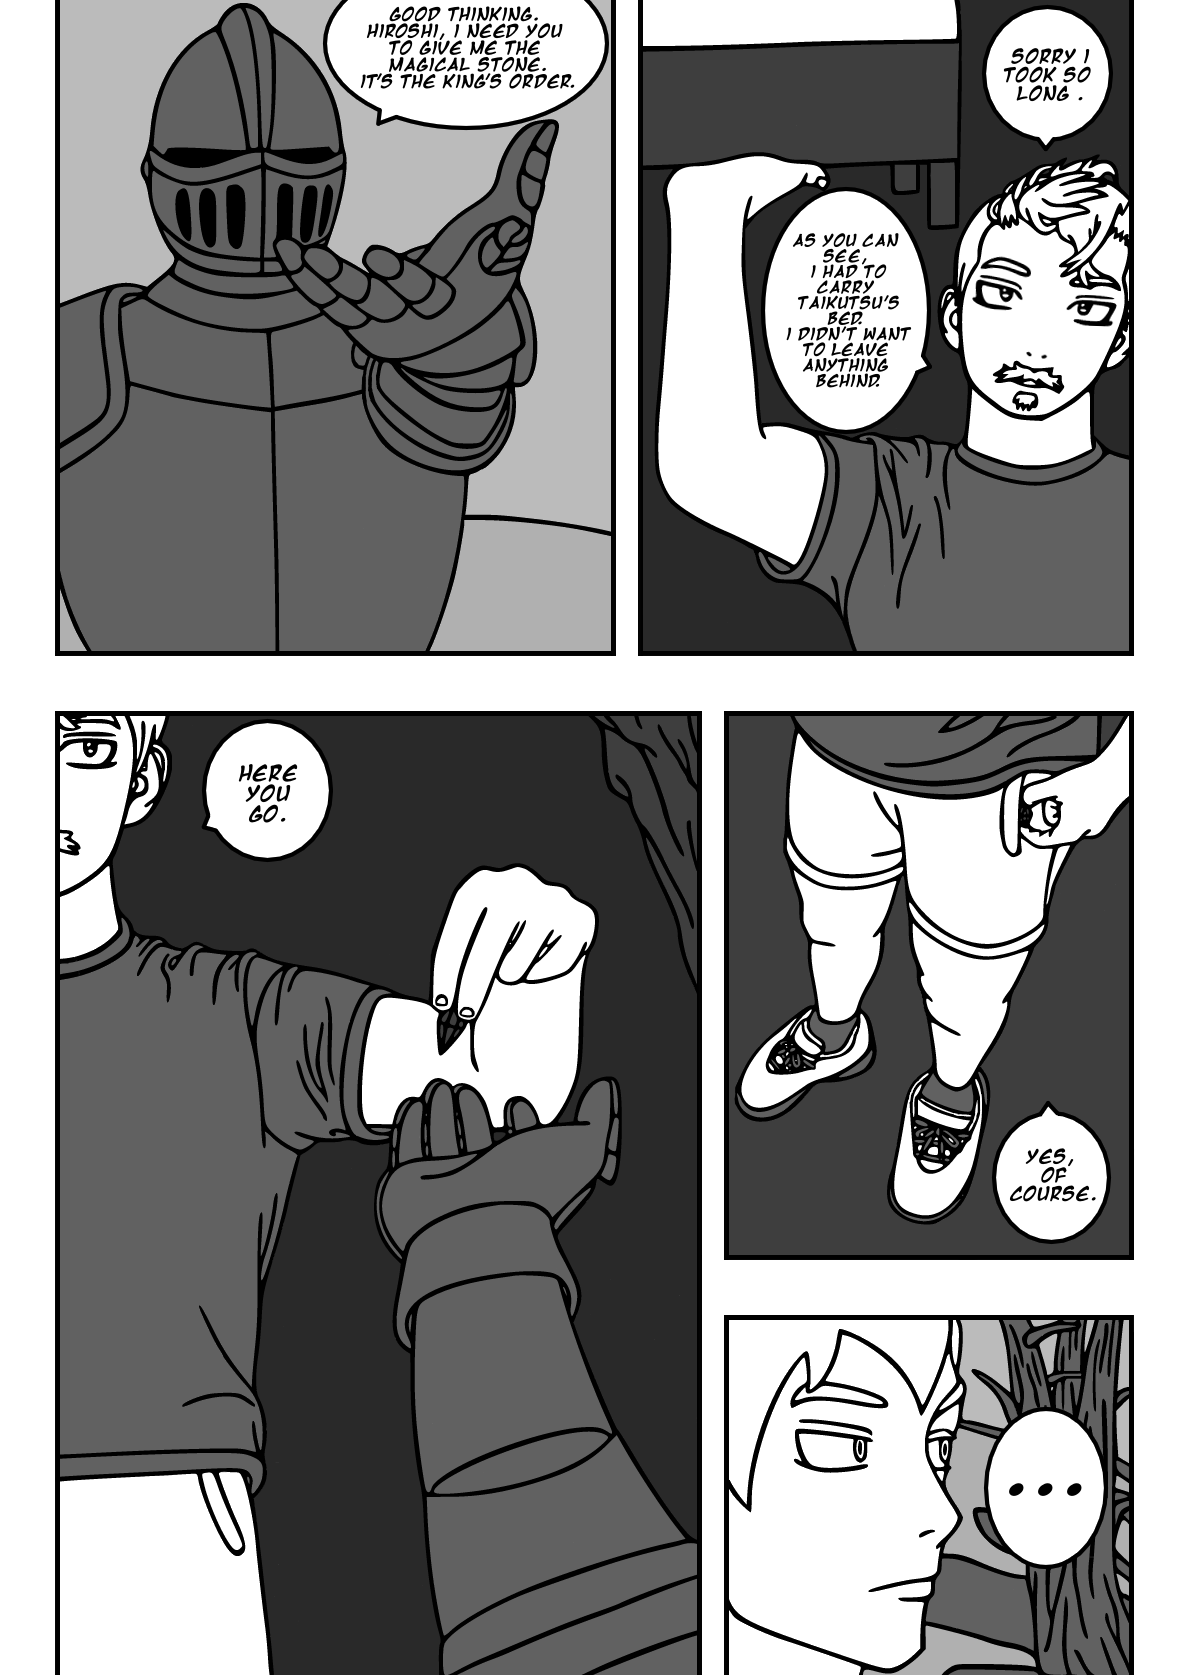 SORRY I
TOOK SO
LONG .
AS YOU CAN
SEE,
I HAD TO
CARRY
TAIKUTSU'S
BED.
I DIDN'T WANT
TO LEAVE
ANYTHING
BEHIND.
GOOD THINKING.
HIROSHI, I NEED YOU
TO GIVE ME THE
MAGICAL STONE.
IT'S THE KING'S ORDER.
YES,
OF
COURSE.
...
HERE
YOU
GO.